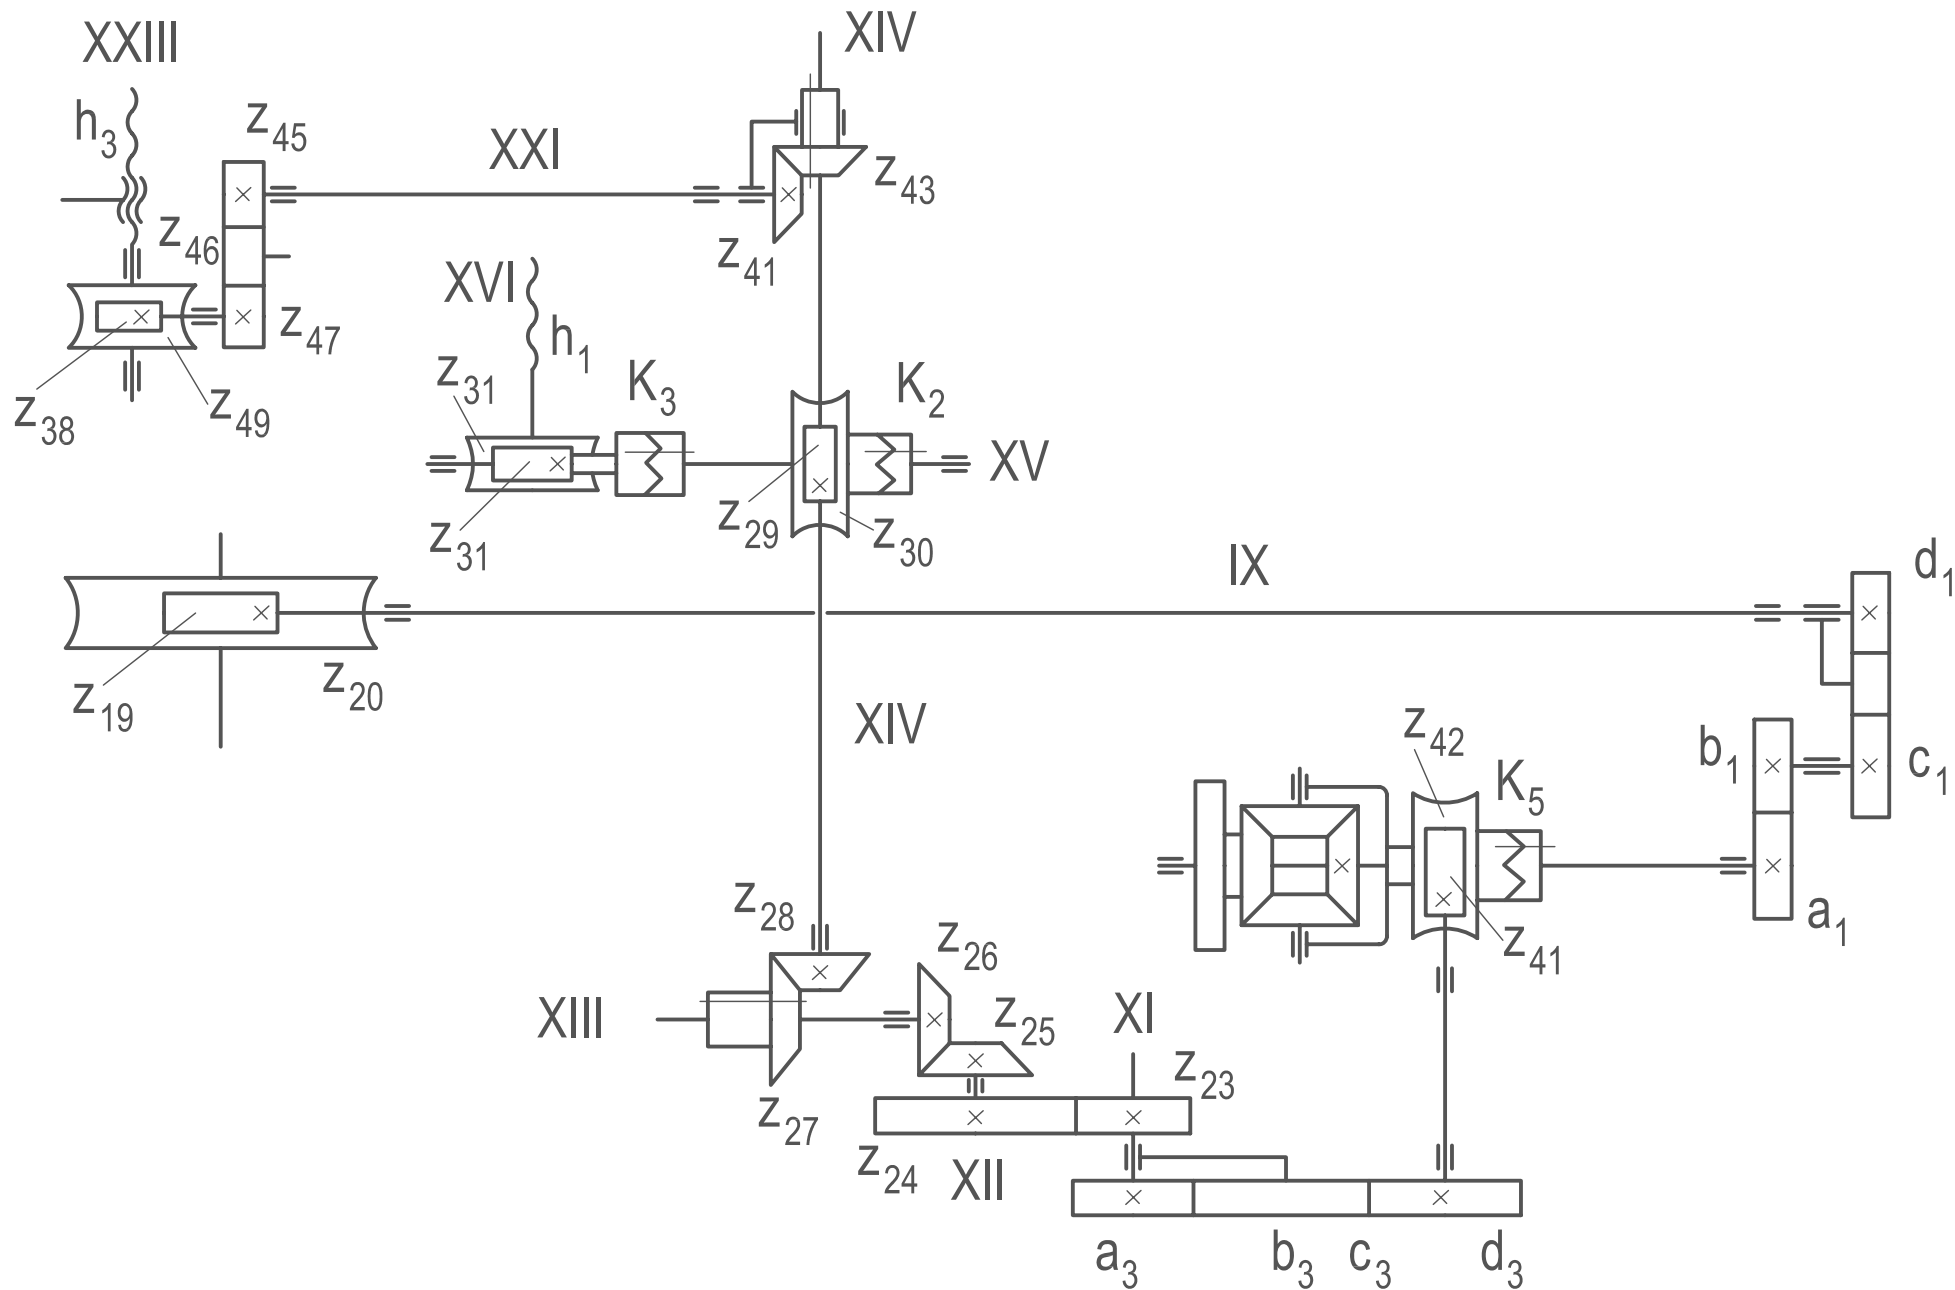 XXIII
XIV
h3
z45
XXI
z43
z46
z41
XVI
z47
h1
z31
K3
K2
z38
z49
XV
z31
z29
z30
IX
d1
z19
z20
XIV
z42
b1
c1
K5
z28
z26
a1
z41
XIII
z25
XI
z23
z27
z24
XII
a3
b3
c3
d3